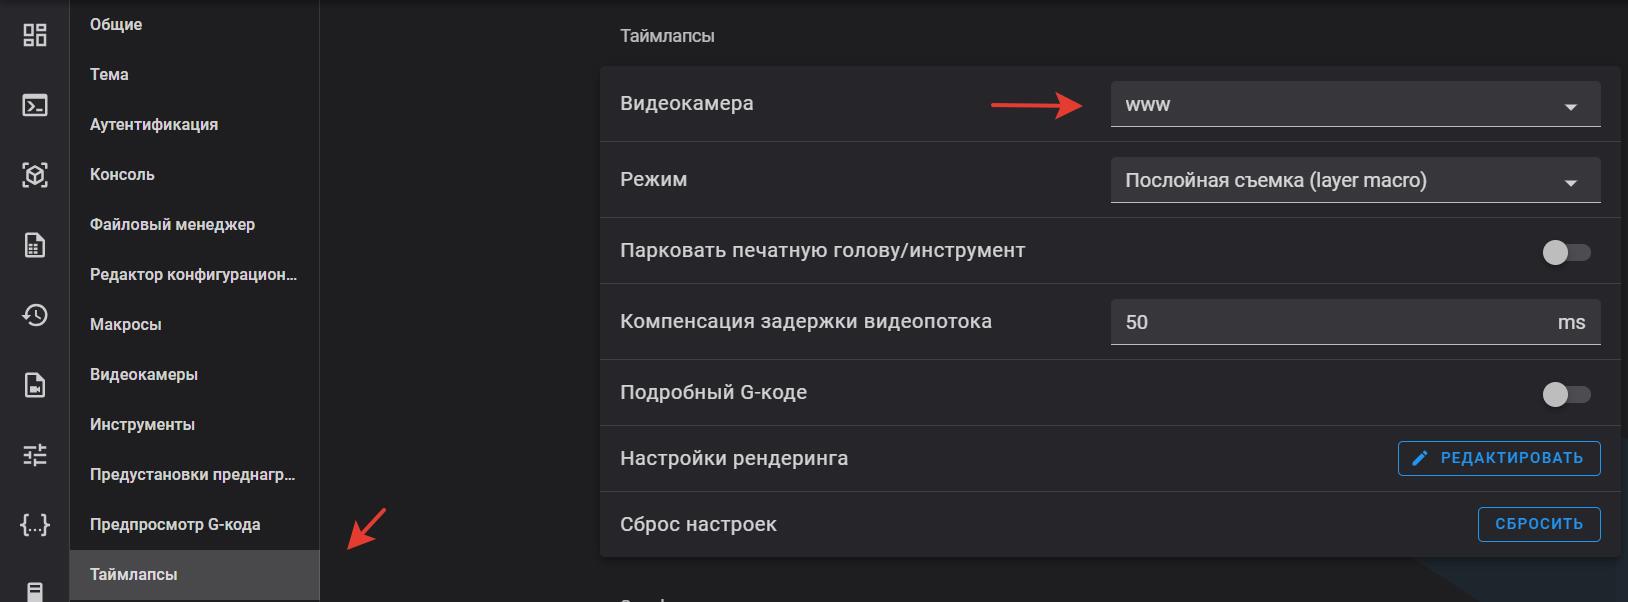 Общие
Тема
Аутентификация
Консоль
Файловый менеджер
Редактор конфигурацион...
Макросы
Видеокамеры
Инструменты
Предустановки преднагр...
Предпросмотр G-кода
Таймлапсы
Таймлапсы
Видеокамера
www
Режим
Послойная съемка (layer macro)
Парковать печатную голову/инструмент
Компенсация задержки видеопотока
50 ms
Подробный G-коде
Настройки рендеринга
РЕДАКТИРОВАТЬ
Сброс настроек
СБРОСИТЬ